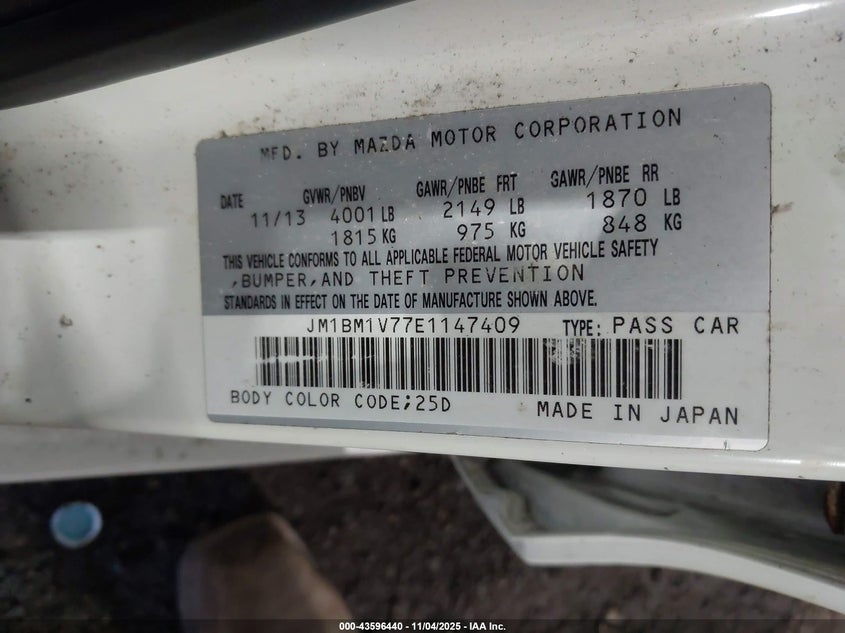 MFD. BY MAZDA MOTOR CORPORATION
DATE GVWR/PNBV GAWR/PNBE FRT GAWR/PNBE RR
11/13 4001 LB 2149 LB 1870 LB
1815 KG 975 KG 848 KG
THIS VEHICLE CONFORMS TO ALL APPLICABLE FEDERAL MOTOR VEHICLE SAFETY
,BUMPER,AND THEFT PREVENTION
STANDARDS IN EFFECT ON THE DATE OF MANUFACTURE SHOWN ABOVE.
JM1BM1V77E1147409 TYPE: PASS CAR
BODY COLOR CODE;25D MADE IN JAPAN
000-43596440 - 11/04/2025 - IAA Inc.